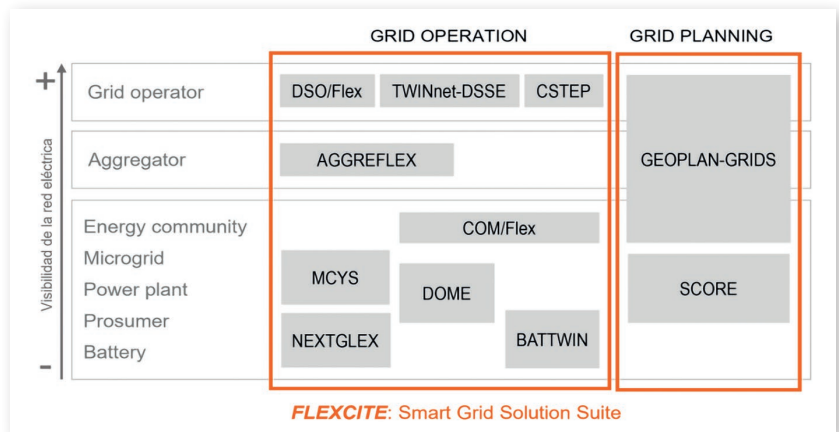 GRID OPERATION
GRID PLANNING
+
Visibilidad de la red eléctrica
-
Grid operator
DSO/Flex
TWINnet-DSSE
CSTEP
Aggregator
AGGREFLEX
GEOPLAN-GRIDS
Energy community
COM/Flex
Microgrid
MCYS
Power plant
DOME
SCORE
Prosumer
NEXTGLEX
BATTWIN
Battery
FLEXCITE: Smart Grid Solution Suite